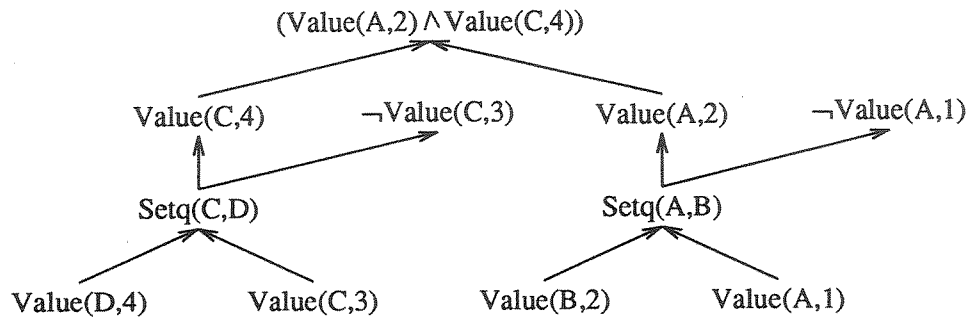 (Value(A,2)∧Value(C,4))
Value(C,4) ¬Value(C,3) Value(A,2) ¬Value(A,1)
Setq(C,D) Setq(A,B)
Value(D,4) Value(C,3) Value(B,2) Value(A,1)